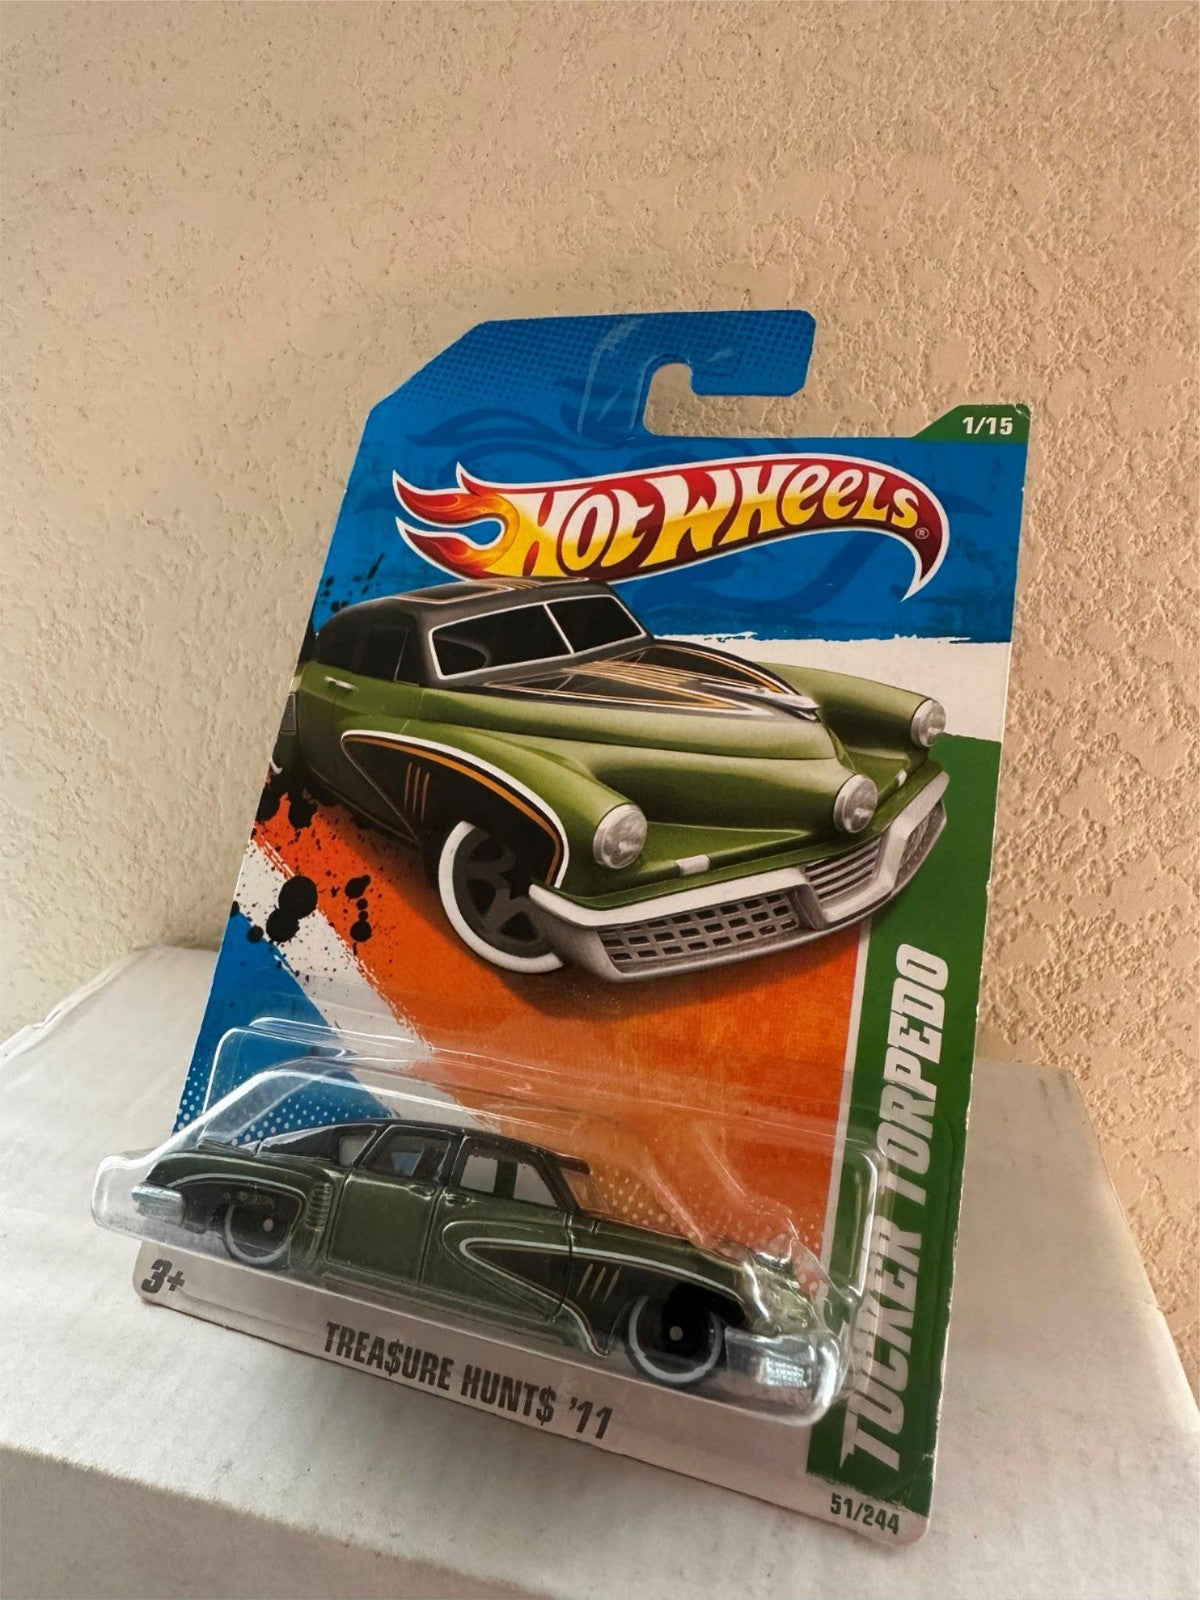 1/15
HOT WHEELS®
TUCKER TORPEDO
3+
TREA$URE HUNT$ '11
51/244